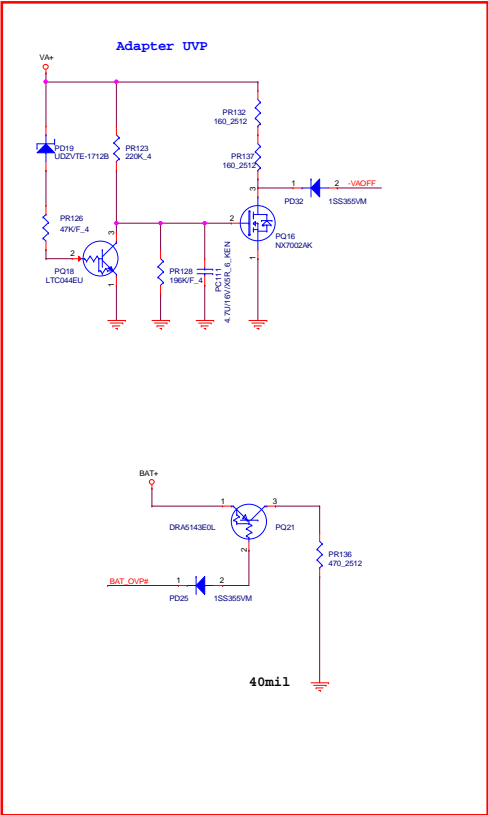 Adapter UVP
VA+
PD19
UDZVTE-1712B
PR123
220K_4
PR132
160_2512
PR137
160_2512
3
1
2
-VAOFF
PD32
1SS355VM
PR126
47K/F_4
2
3
1
PQ18
LTC044EU
2
1
PQ16
NX7002AK
PR128
196K/F_4
PC111
4.7U/16V/X5R_6_KEN
BAT+
1
3
2
DRA5143E0L
PQ21
PR136
470_2512
BAT_OVP#
1
2
PD25
1SS355VM
40mil